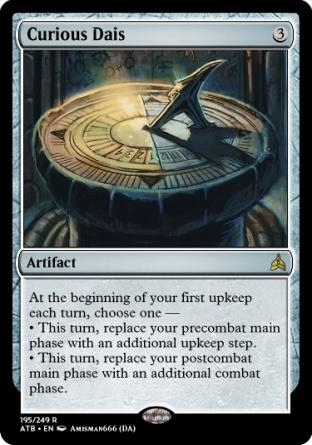 Curious Dais 3
Artifact
At the beginning of your first upkeep
each turn, choose one —
• This turn, replace your precombat main
phase with an additional upkeep step.
• This turn, replace your postcombat
main phase with an additional combat
phase.
195/249 R
ATB • EN Amisman666 (DA)